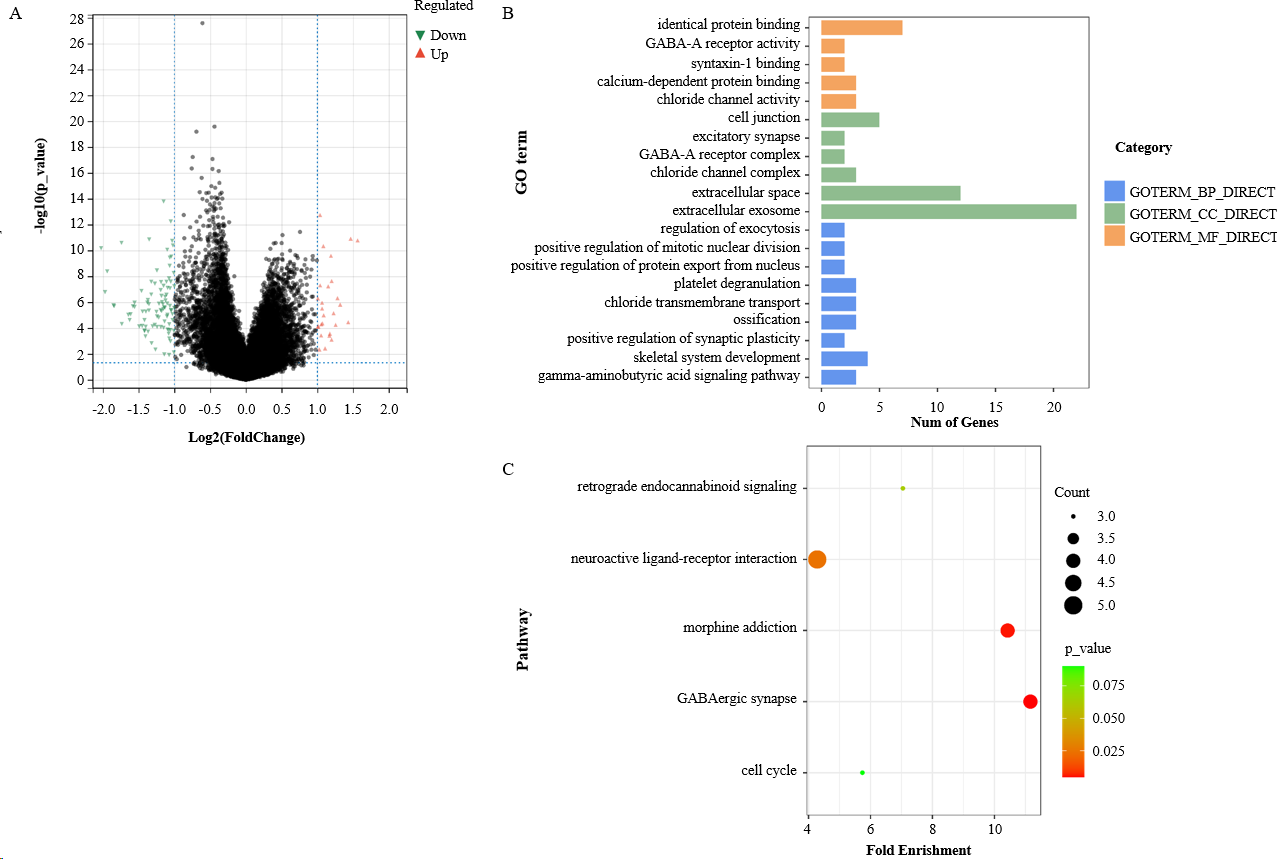 A
Regulated
Down
Up
28
26
24
22
20
18
16
14
12
10
8
6
4
2
0
-log10(p_value)
-2.0 -1.5 -1.0 -0.5 0.0 0.5 1.0 1.5 2.0
Log2(FoldChange)
B
GO term
identical protein binding
GABA-A receptor activity
syntaxin-1 binding
calcium-dependent protein binding
chloride channel activity
cell junction
excitatory synapse
GABA-A receptor complex
chloride channel complex
extracellular space
extracellular exosome
regulation of exocytosis
positive regulation of mitotic nuclear division
positive regulation of protein export from nucleus
platelet degranulation
chloride transmembrane transport
ossification
positive regulation of synaptic plasticity
skeletal system development
gamma-aminobutyric acid signaling pathway
0 5 10 15 20
Num of Genes
Category
GOTERM_BP_DIRECT
GOTERM_CC_DIRECT
GOTERM_MF_DIRECT
C
Pathway
retrograde endocannabinoid signaling
neuroactive ligand-receptor interaction
morphine addiction
GABAergic synapse
cell cycle
4 6 8 10
Fold Enrishment
Count
3.0
3.5
4.0
4.5
5.0
p_value
0.075
0.050
0.025